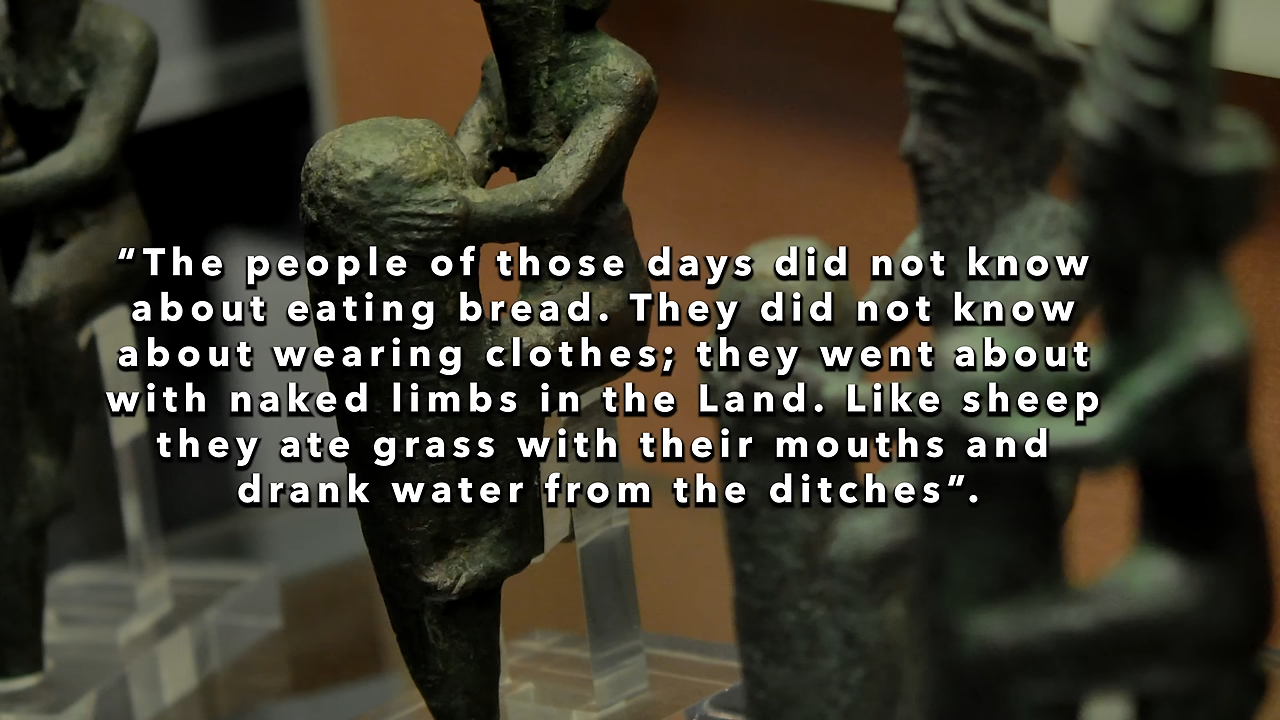 “The people of those days did not know
about eating bread. They did not know
about wearing clothes; they went about
with naked limbs in the Land. Like sheep
they ate grass with their mouths and
drank water from the ditches”.